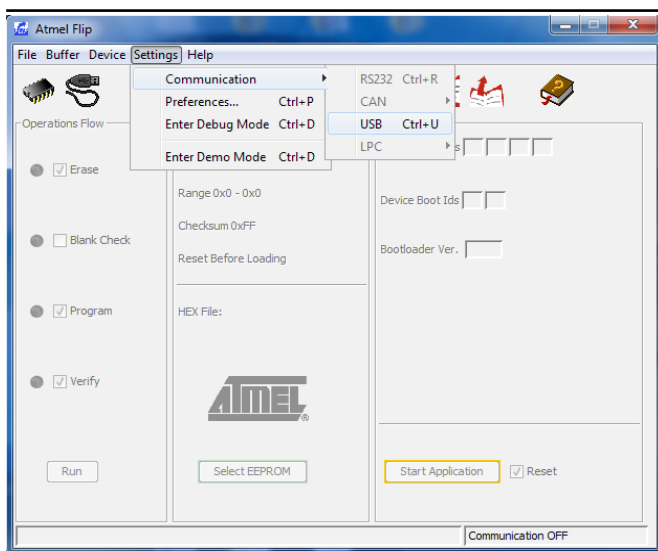 Atmel Flip
File Buffer Device Settings Help
Communication
Preferences... Ctrl+P
Enter Debug Mode Ctrl+D
Enter Demo Mode Ctrl+D
RS232 Ctrl+R
CAN
USB Ctrl+U
LPC
Operations Flow
Erase
Blank Check
Program
Verify
Run
Range 0x0 - 0x0
Checksum 0xFF
Reset Before Loading
HEX File:
ATMEL
®
Select EEPROM
s
Device Boot Ids
Bootloader Ver.
Start Application
Reset
Communication OFF